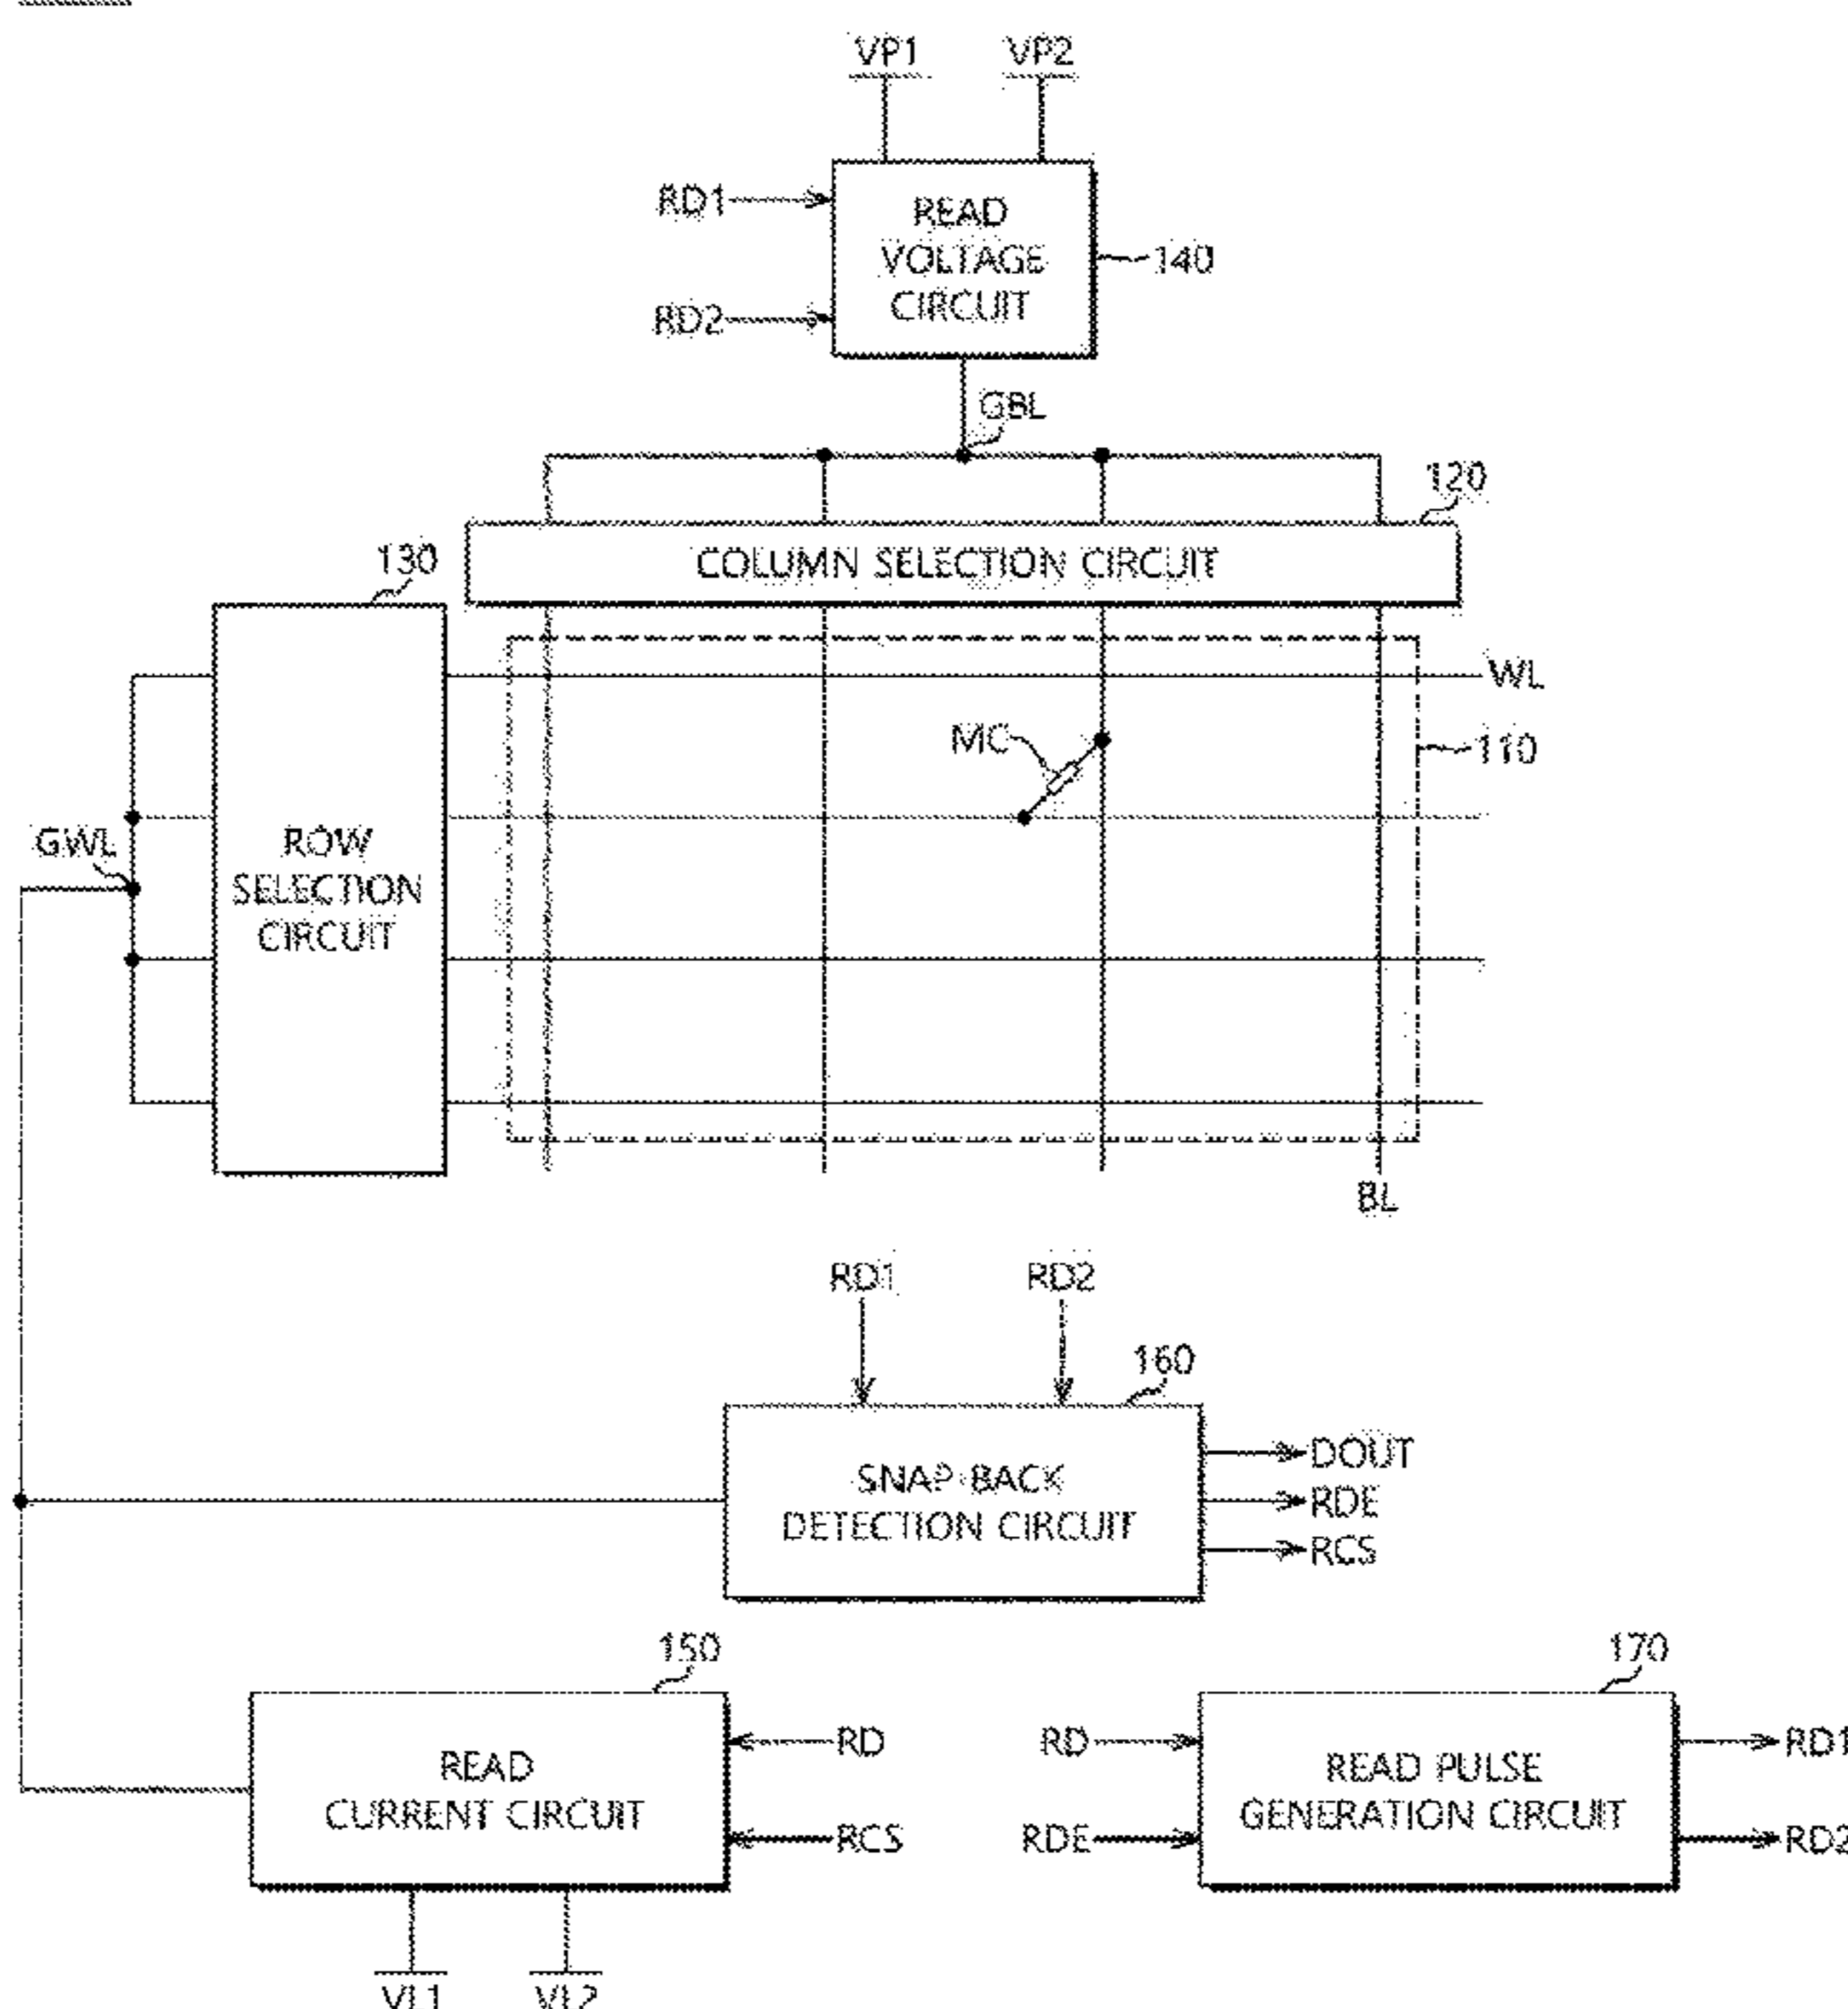 VP1 VP2
RD1
READ
VOLTAGE
CIRCUIT
140
RD2
GBL
120
COLUMN SELECTION CIRCUIT
130
WL
MC
110
GWL
ROW
SELECTION
CIRCUIT
BL
RD1 RD2
160
SNAP-BACK
DETECTION CIRCUIT
DOUT
RDE
RCS
150
READ
CURRENT CIRCUIT
RD
RCS
170
RD
RDE
READ PULSE
GENERATION CIRCUIT
RD1
RD2
VL1 VL2